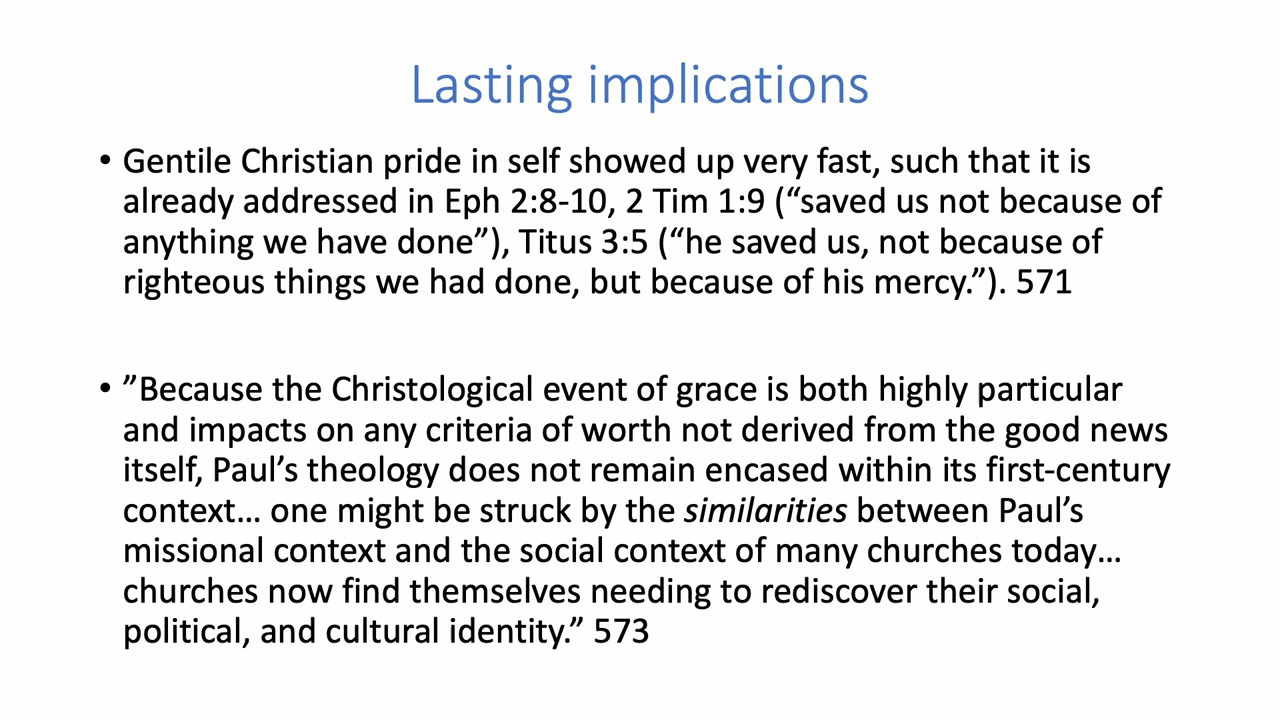 Lasting implications
• Gentile Christian pride in self showed up very fast, such that it is
already addressed in Eph 2:8-10, 2 Tim 1:9 (“saved us not because of
anything we have done”), Titus 3:5 (“he saved us, not because of
righteous things we had done, but because of his mercy.”). 571
• ”Because the Christological event of grace is both highly particular
and impacts on any criteria of worth not derived from the good news
itself, Paul’s theology does not remain encased within its first-century
context… one might be struck by the similarities between Paul’s
missional context and the social context of many churches today…
churches now find themselves needing to rediscover their social,
political, and cultural identity.” 573